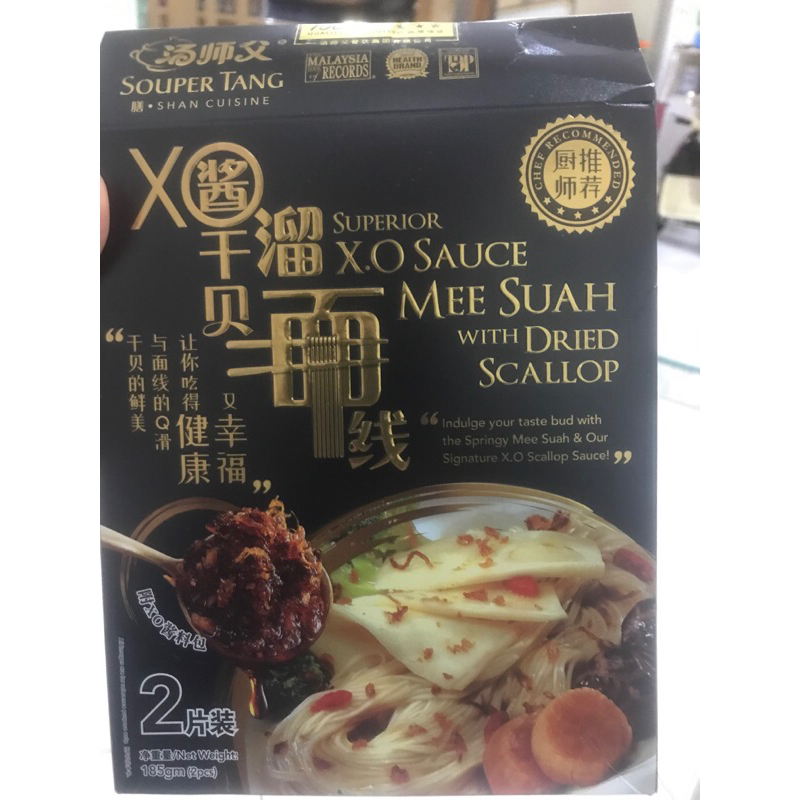 汤师父
SOUPER TANG
膳·SHAN CUISINE
MALAYSIA
of RECORDS
HEALTH
BRAND
CHEF RECOMMENDED
厨推
师荐
XO酱
干贝
溜
面
线
SUPERIOR
X.O SAUCE
MEE SUAH
WITH DRIED
SCALLOP
“让你吃得健康
又幸福”
与面线的Q滑
干贝的鲜美
“Indulge your taste bud with
the Springy Mee Suah & Our
Signature X.O Scallop Sauce!”
附XO酱料包
2片装
净重量/Net Weight:
185gm (2pcs)